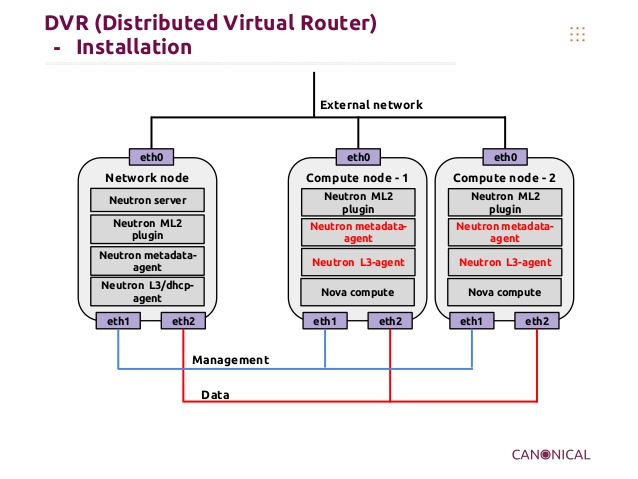 DVR (Distributed Virtual Router)
- Installation
External network
eth0
eth0
eth0
Network node
Neutron server
Neutron ML2
plugin
Neutron metadata-
agent
Neutron L3/dhcp-
agent
eth1
eth2
Compute node - 1
Neutron ML2
plugin
Neutron metadata-
agent
Neutron L3-agent
Nova compute
eth1
eth2
Compute node - 2
Neutron ML2
plugin
Neutron metadata-
agent
Neutron L3-agent
Nova compute
eth1
eth2
Management
Data
CANONICAL